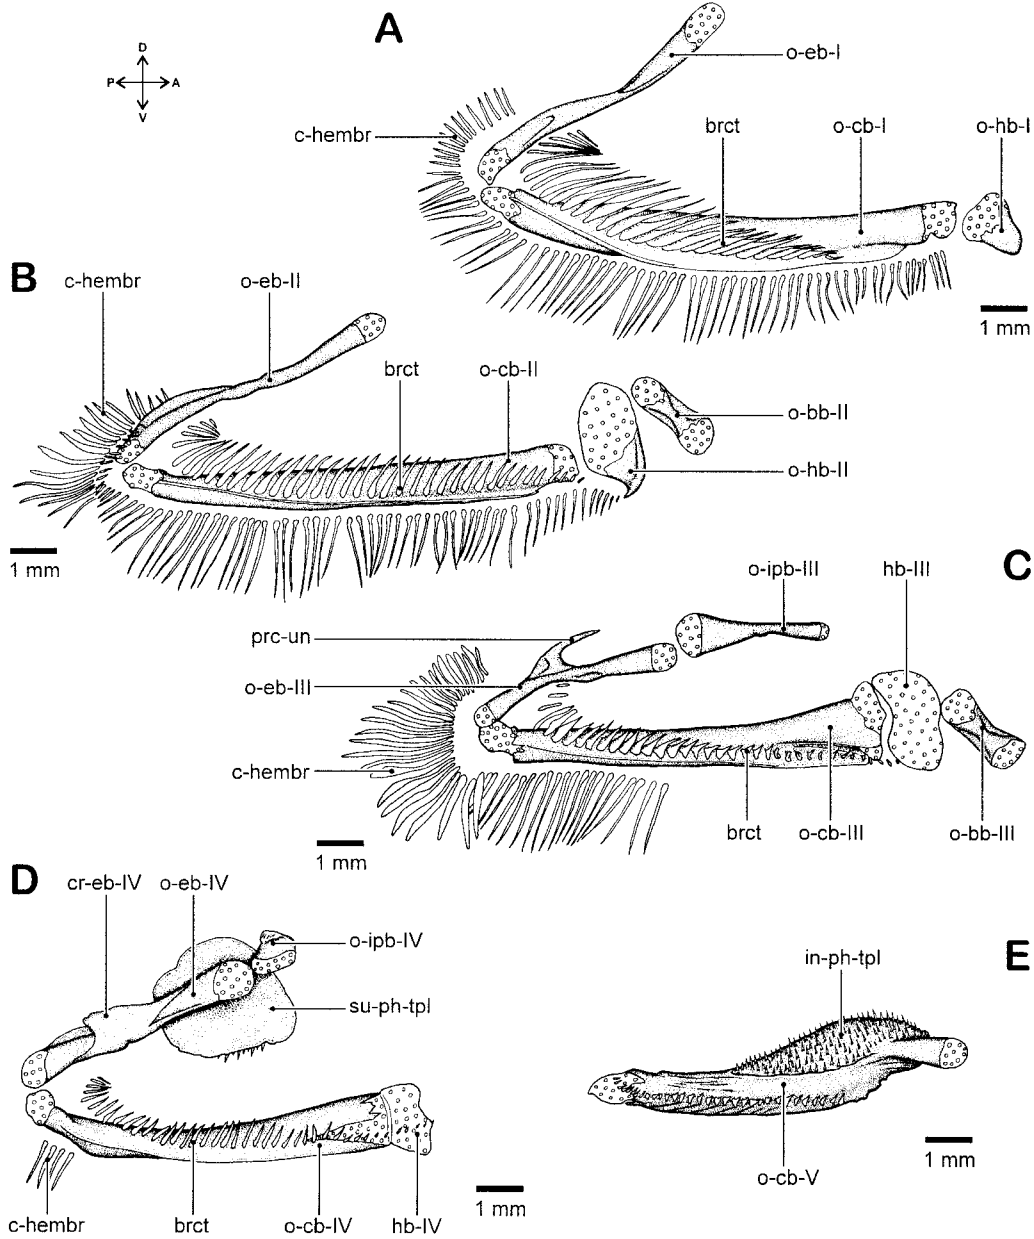 A
D
P A
V
o-eb-I
c-hembr
brct
o-cb-I
o-hb-I
1 mm
B
c-hembr
o-eb-II
brct
o-cb-II
o-bb-II
o-hb-II
1 mm
C
o-ipb-III
hb-III
prc-un
o-eb-III
c-hembr
brct
o-cb-III
o-bb-III
1 mm
D
cr-eb-IV
o-eb-IV
o-ipb-IV
su-ph-tpl
c-hembr
brct
o-cb-IV
hb-IV
1 mm
E
in-ph-tpl
o-cb-V
1 mm